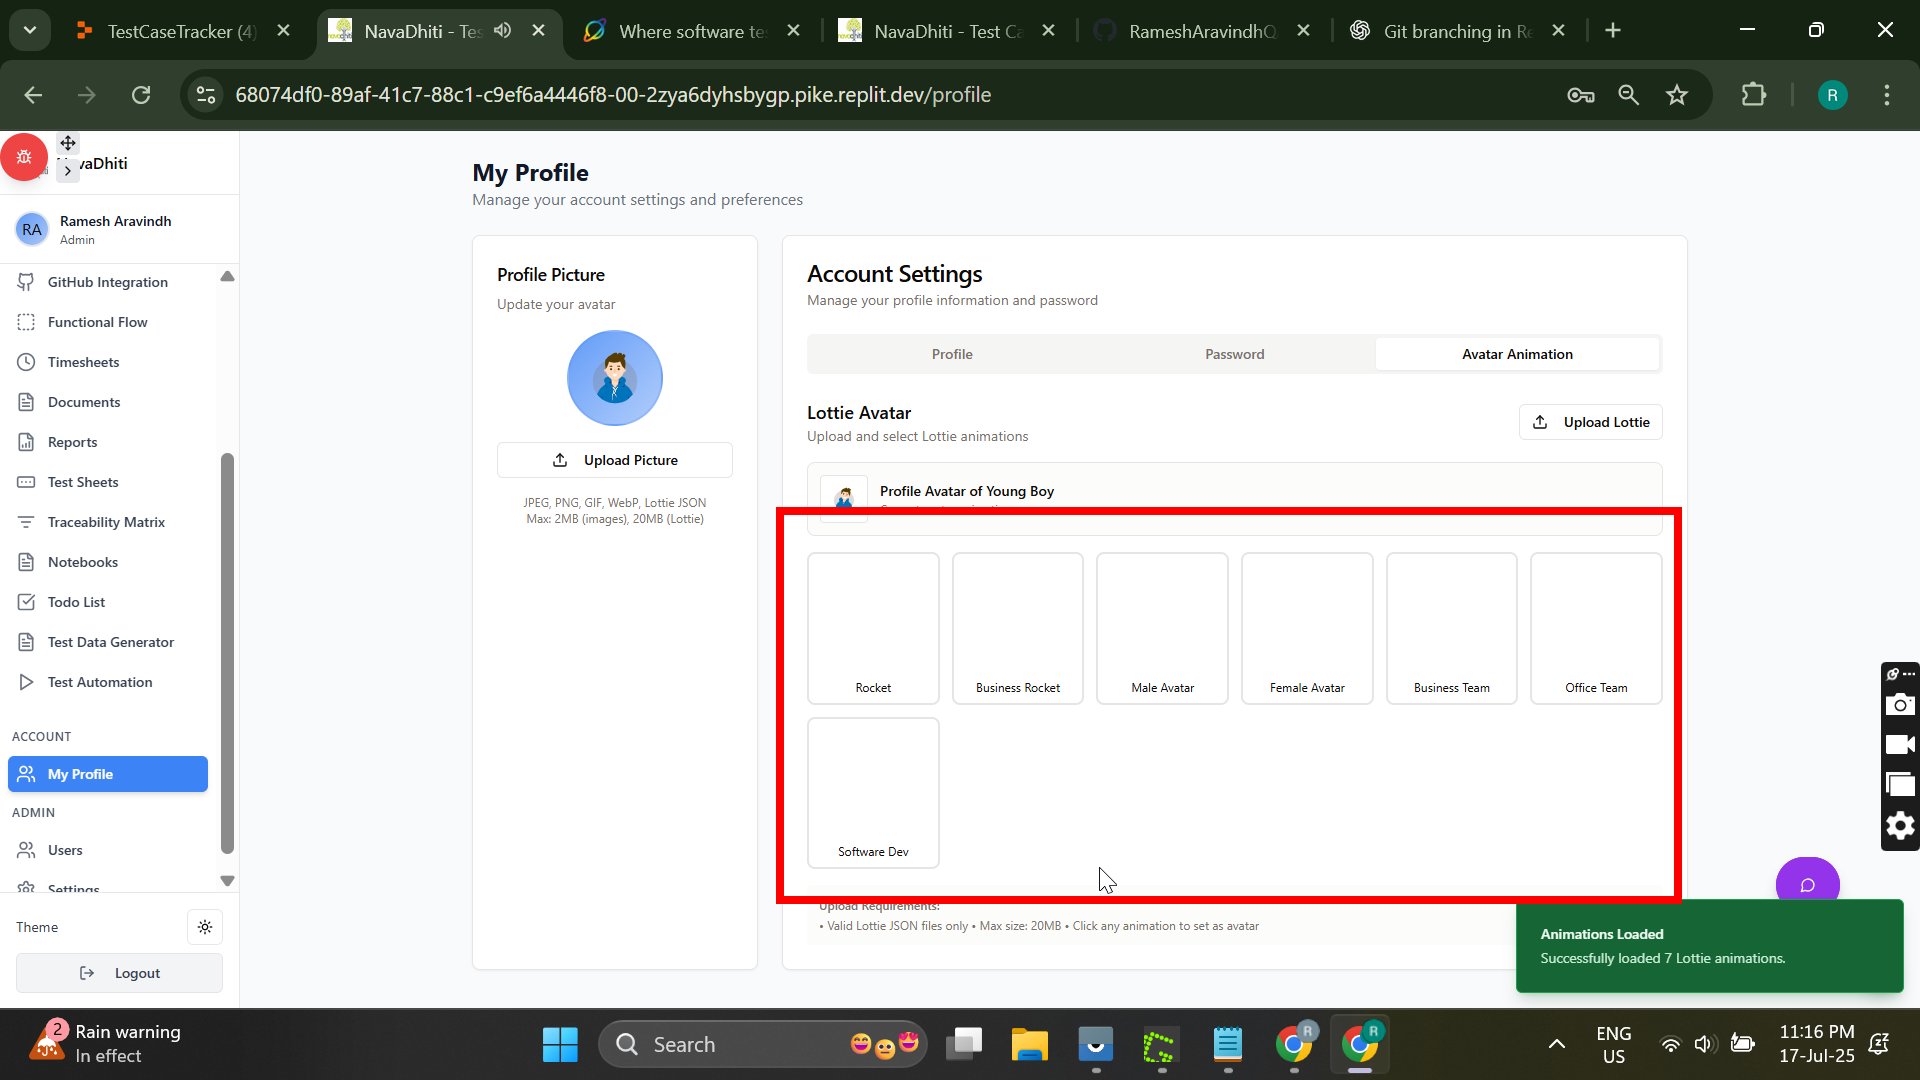 TestCaseTracker (4)
NavaDhiti - Tes
Where software te
NavaDhiti - Test Ca
RameshAravindhQ
Git branching in Re
68074df0-89af-41c7-88c1-c9ef6a4446f8-00-2zya6dyhsbygp.pike.replit.dev/profile
R
vaDhiti
RA
Ramesh Aravindh
Admin
GitHub Integration
Functional Flow
Timesheets
Documents
Reports
Test Sheets
Traceability Matrix
Notebooks
Todo List
Test Data Generator
Test Automation
ACCOUNT
My Profile
ADMIN
Users
Settings
Theme
Logout
My Profile
Manage your account settings and preferences
Profile Picture
Update your avatar
Upload Picture
JPEG, PNG, GIF, WebP, Lottie JSON
Max: 2MB (images), 20MB (Lottie)
Account Settings
Manage your profile information and password
Profile
Password
Avatar Animation
Lottie Avatar
Upload and select Lottie animations
Upload Lottie
Profile Avatar of Young Boy
Rocket
Business Rocket
Male Avatar
Female Avatar
Business Team
Office Team
Software Dev
Upload Requirements:
• Valid Lottie JSON files only • Max size: 20MB • Click any animation to set as avatar
Animations Loaded
Successfully loaded 7 Lottie animations.
2
Rain warning
In effect
Search
R
R
ENG
US
11:16 PM
17-Jul-25